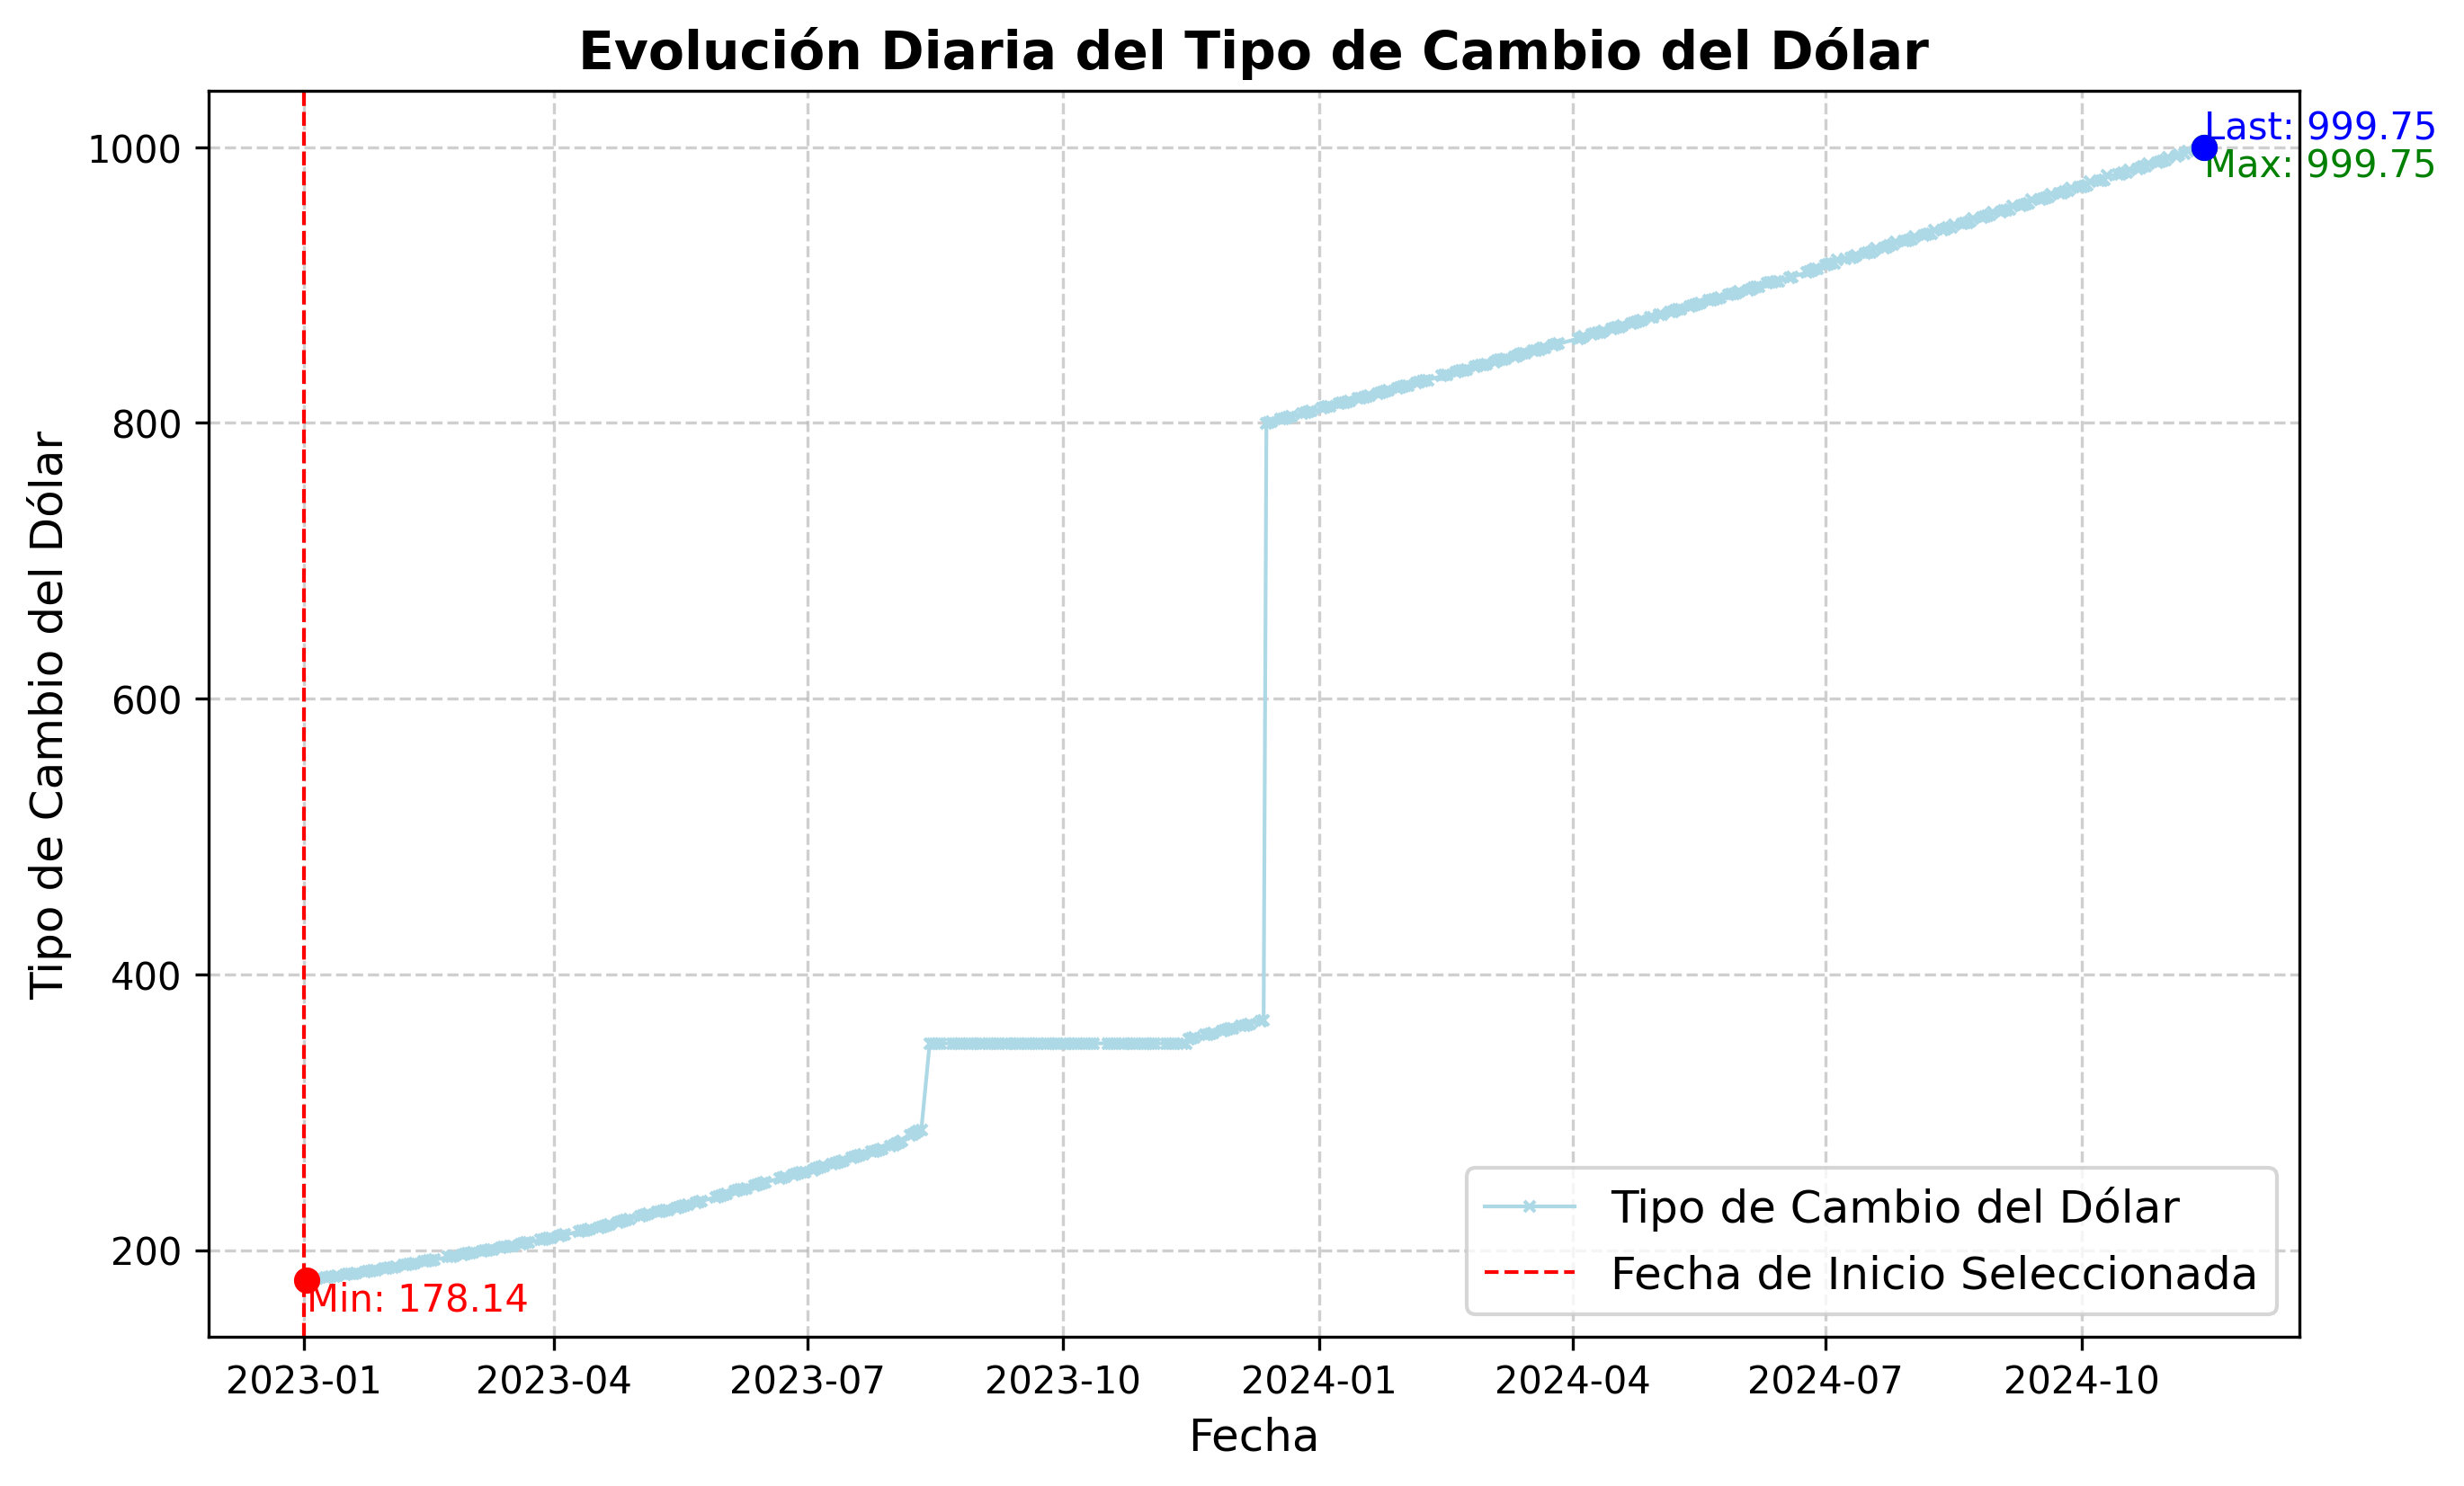 Evolución Diaria del Tipo de Cambio del Dólar
Last: 999.75
Max: 999.75
1000
800
600
400
200
Tipo de Cambio del Dólar
Min: 178.14
Tipo de Cambio del Dólar
Fecha de Inicio Seleccionada
2023-01
2023-04
2023-07
2023-10
2024-01
2024-04
2024-07
2024-10
Fecha